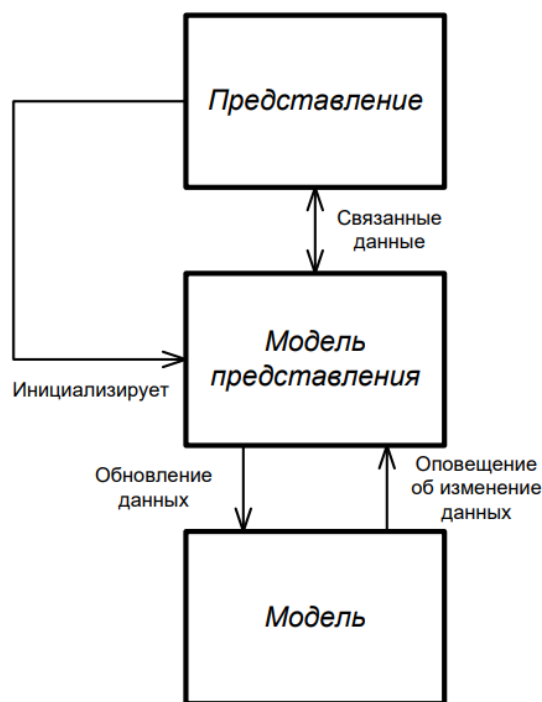 Представление
Связанные
данные
Модель
представления
Инициализирует
Обновление
данных
Оповещение
об изменение
данных
Модель